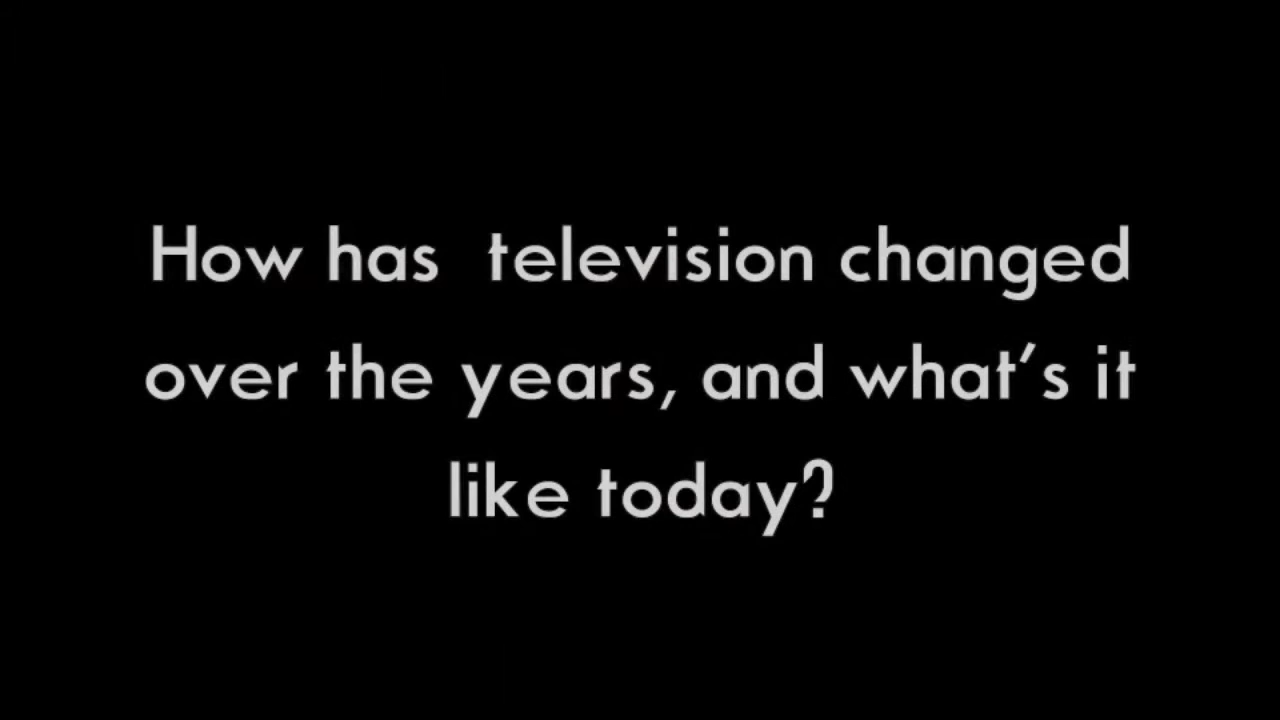 How has  television changed
over the years, and what’s it
like today?